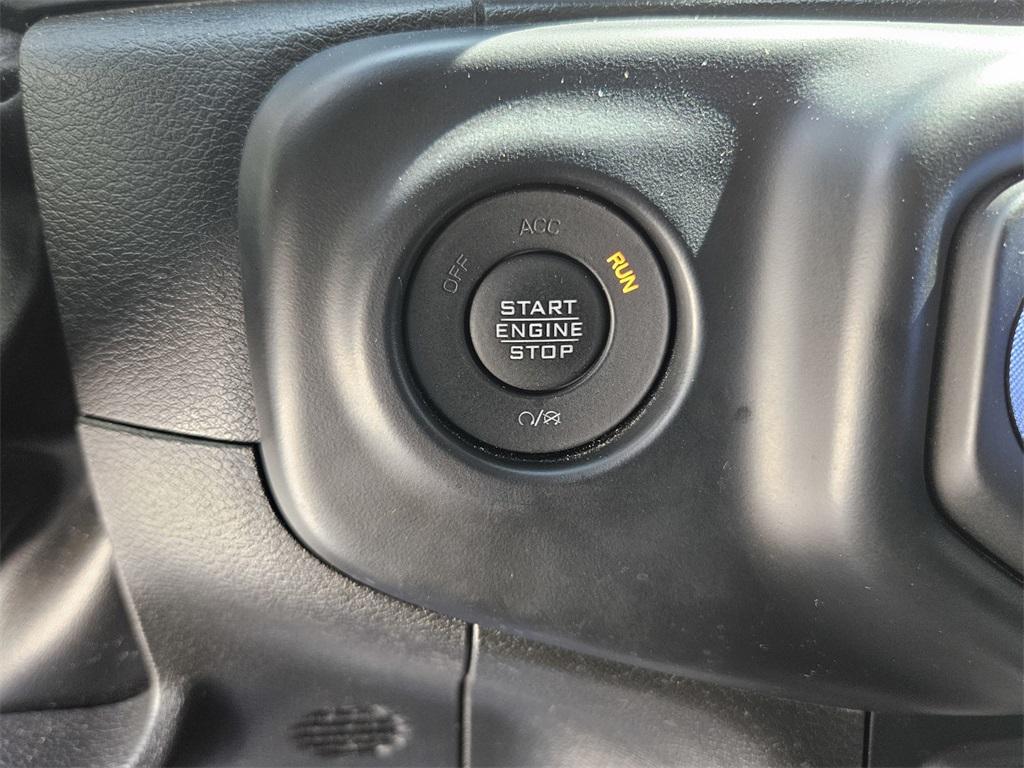 ACC
OFF
RUN
START
ENGINE
STOP